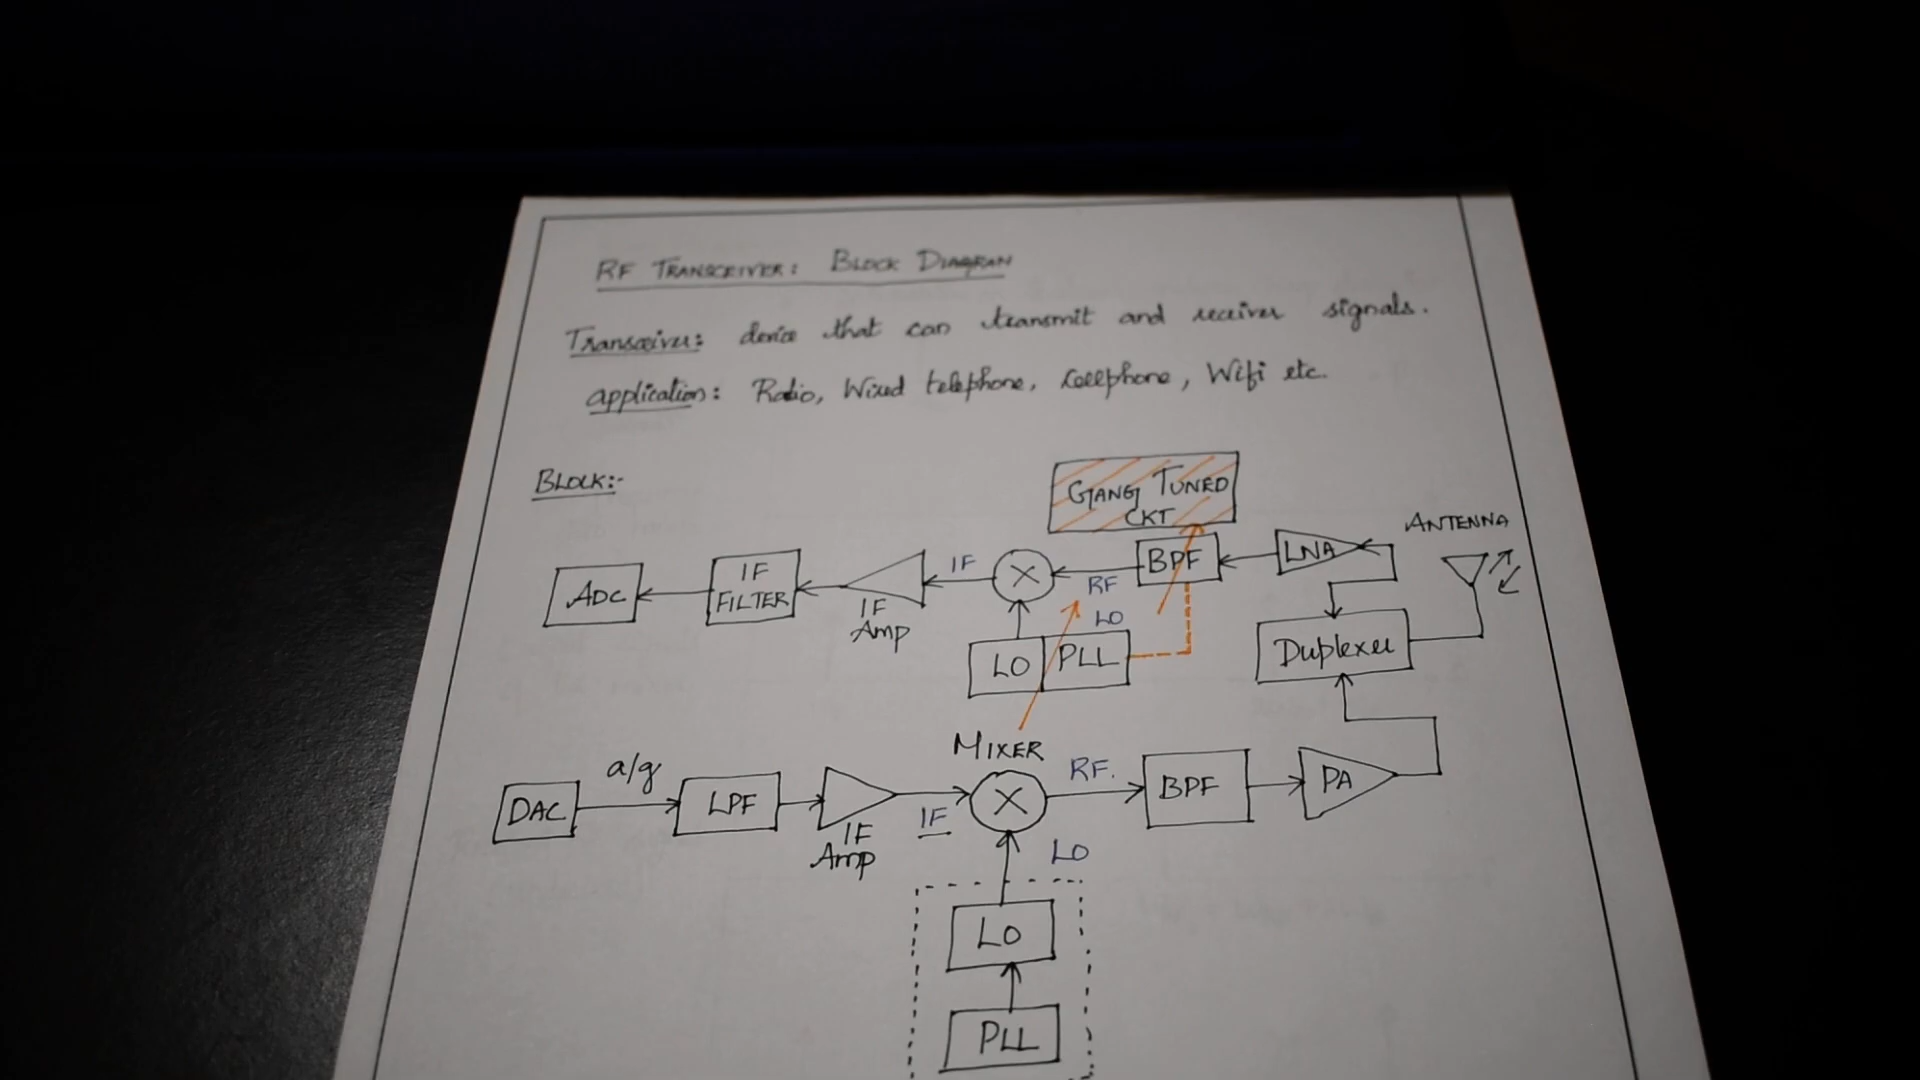 RF TRANSCEIVER: BLOCK DIAGRAN
Transceiver: device that can transmit and receiver signals.
application: Radio, Wired telephone, Cellphone, Wifi etc.
BLOCK:-
GANG TUNED
CKT
ANTENNA
ADC
IF
FILTER
IF
Amp
IF
X
RF
BPF
LNA
LO
LO
PLL
Duplexer
MIXER
DAC
a/g
LPF
IF
Amp
IF
X
RF.
BPF
PA
LO
LO
PLL